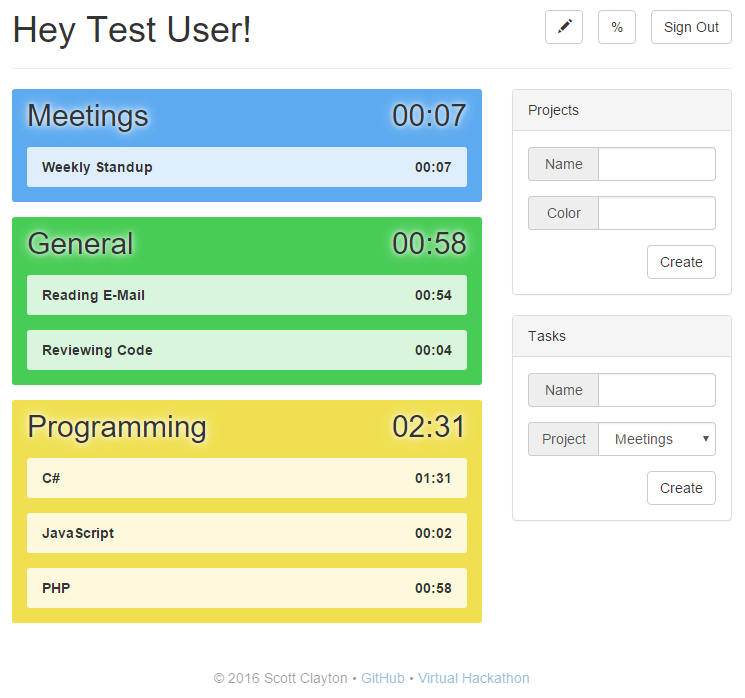 Hey Test User!
%
Sign Out
Meetings 00:07
Weekly Standup 00:07
General 00:58
Reading E-Mail 00:54
Reviewing Code 00:04
Programming 02:31
C# 01:31
JavaScript 00:02
PHP 00:58
Projects
Name
Color
Create
Tasks
Name
Project Meetings
Create
© 2016 Scott Clayton • GitHub • Virtual Hackathon